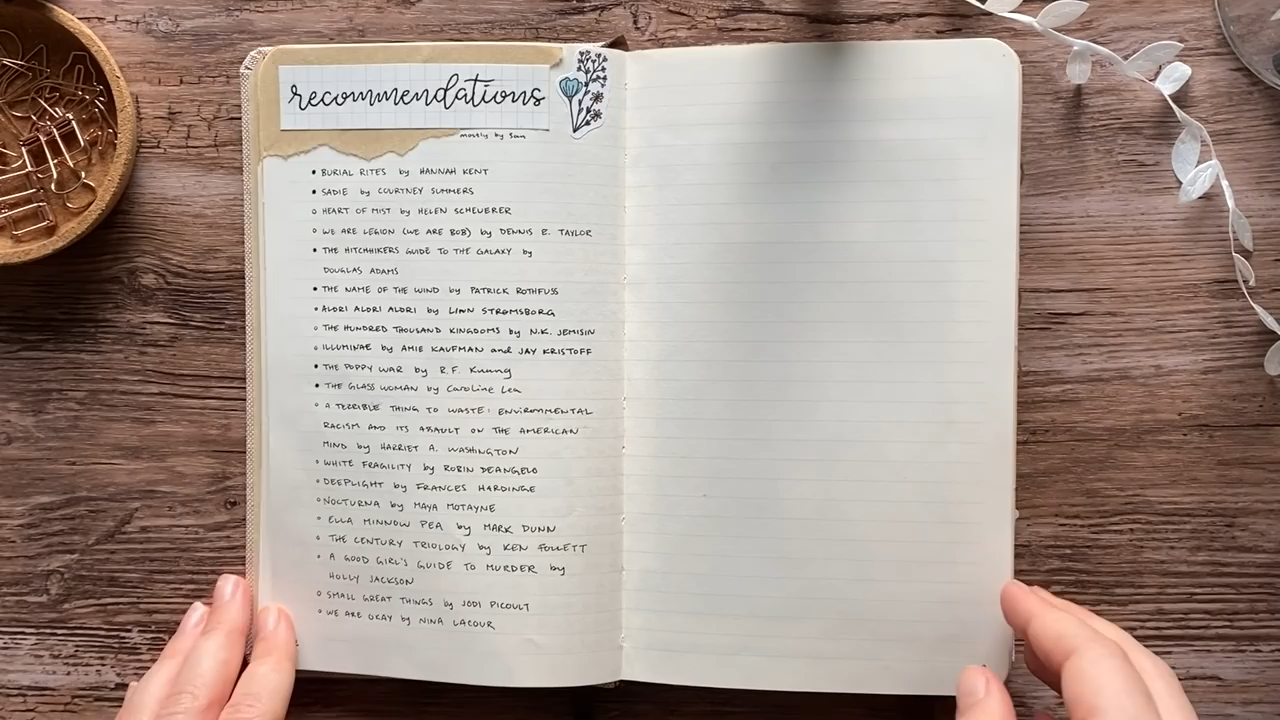 recommendations
mostly by San
• BURIAL RITES by HANNAH KENT
• SADIE by COURTNEY SUMMERS
○ HEART OF MIST by HELEN SCHEUERER
○ WE ARE LEGION (WE ARE BOB) by DENNIS E. TAYLOR
• THE HITCHHIKERS GUIDE TO THE GALAXY by
DOUGLAS ADAMS
• THE NAME OF THE WIND by PATRICK ROTHFUSS
• ALDRI ALDRI ALDRI by LINN STRØMSBORG
○ THE HUNDRED THOUSAND KINGDOMS by N.K. JEMISIN
○ ILLUMINAE by AMIE KAUFMAN and JAY KRISTOFF
• THE POPPY WAR by R.F. Kuang
• THE GLASS WOMAN by Caroline Lea
○ A TERRIBLE THING TO WASTE: ENVIRONMENTAL
RACISM AND ITS ASSAULT ON THE AMERICAN
MIND by HARRIET A. WASHINGTON
○ WHITE FRAGILITY by ROBIN DEANGELO
○ DEEPLIGHT by FRANCES HARDINGE
○ NOCTURNA by MAYA MOTAYNE
○ ELLA MINNOW PEA by MARK DUNN
○ THE CENTURY TRIOLOGY by KEN FOLLETT
○ A GOOD GIRL'S GUIDE TO MURDER by
HOLLY JACKSON
○ SMALL GREAT THINGS by JODI PICOULT
○ WE ARE OKAY by NINA LACOUR